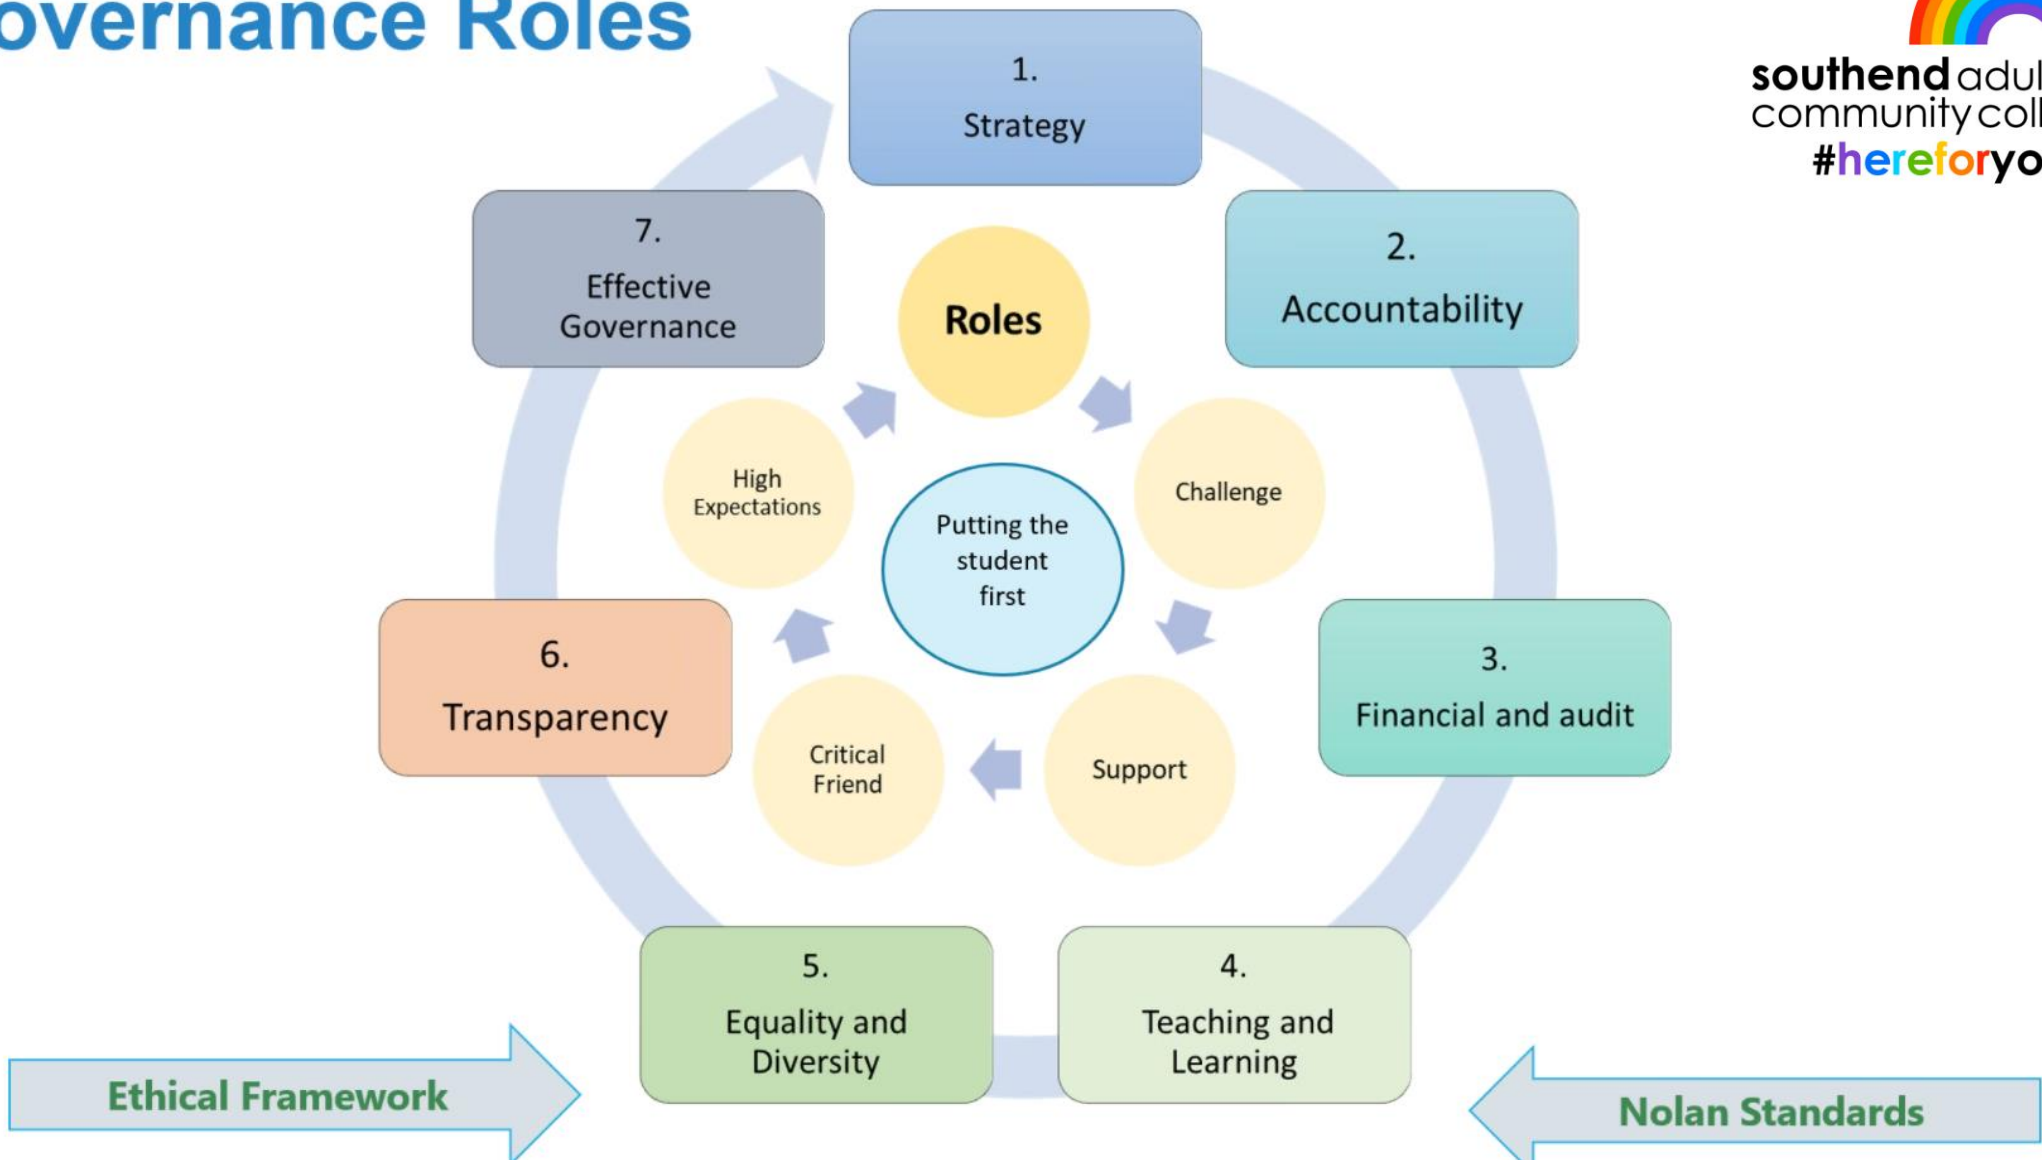 overnance Roles
southend adul
community coll
#hereforyo
1.
Strategy
2.
Accountability
3.
Financial and audit
4.
Teaching and
Learning
5.
Equality and
Diversity
6.
Transparency
7.
Effective
Governance
Roles
Challenge
Support
Critical
Friend
High
Expectations
Putting the
student
first
Ethical Framework
Nolan Standards